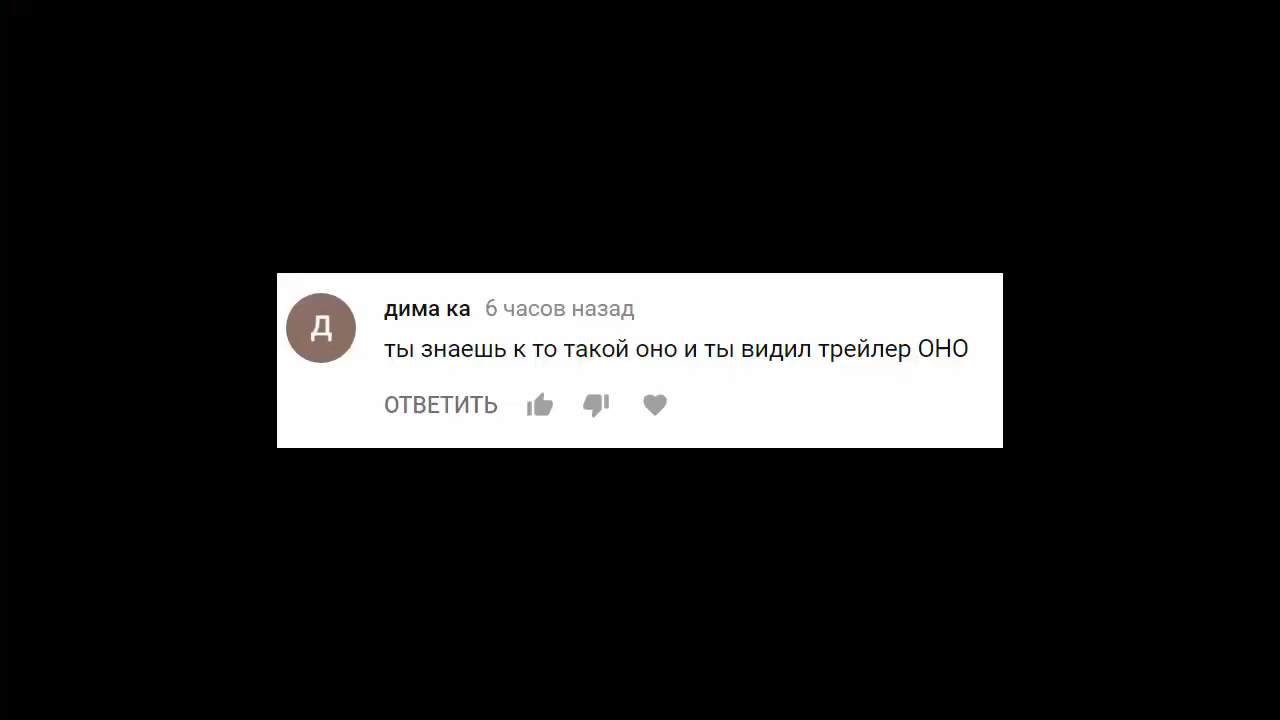 Д
дима ка 6 часов назад
ты знаешь к то такой оно и ты видил трейлер ОНО
ОТВЕТИТЬ